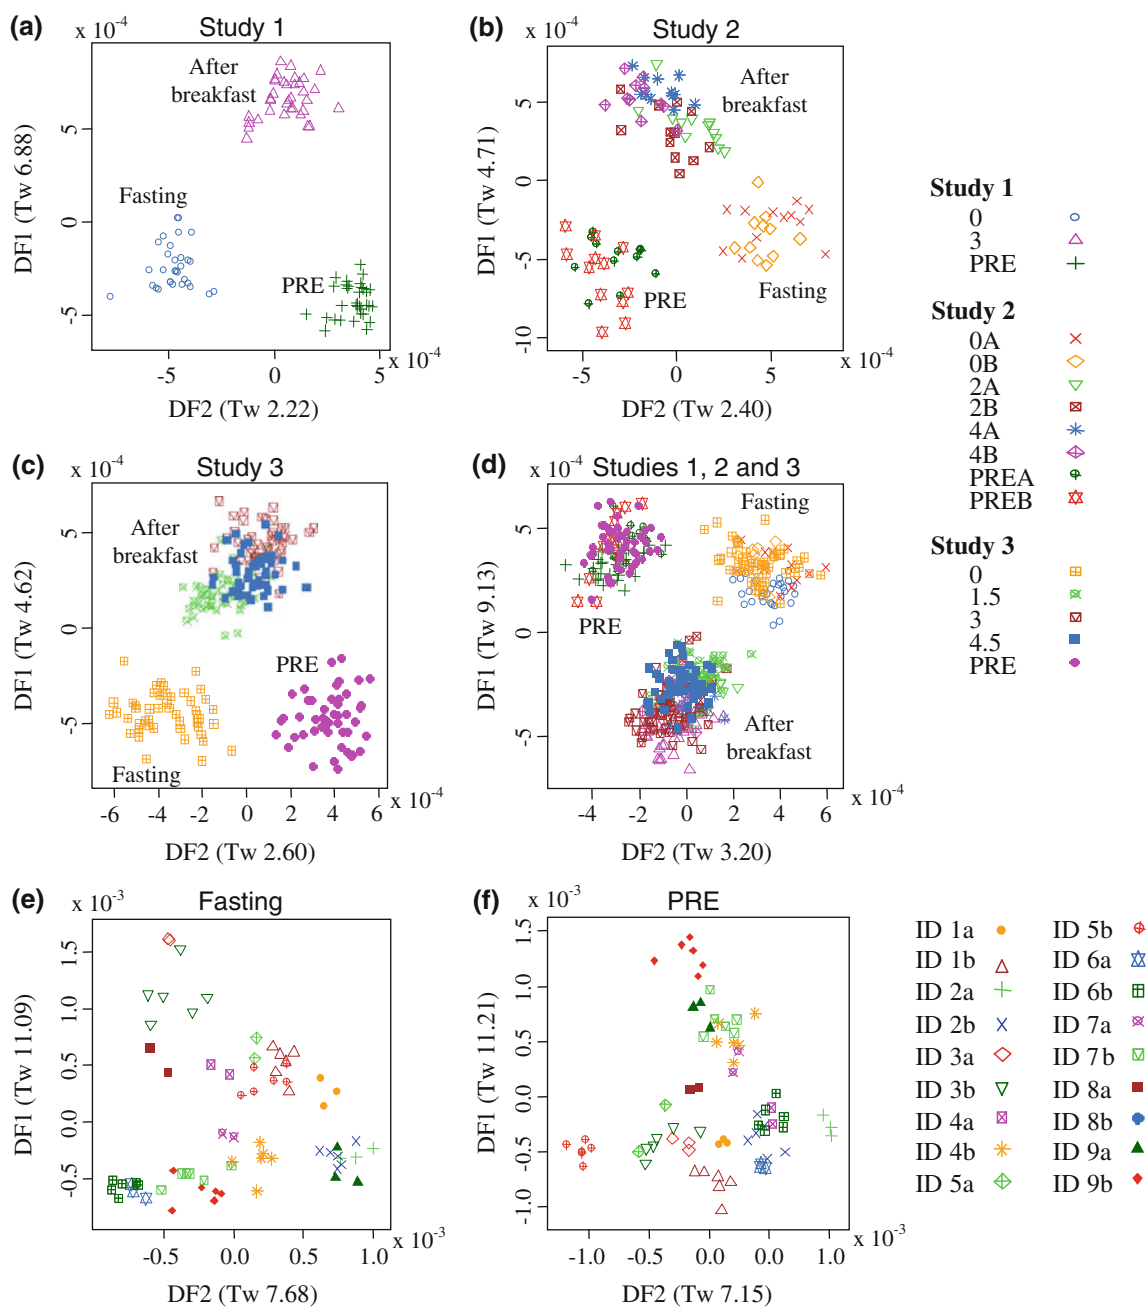 (a)
x 10⁻⁴
Study 1
After
breakfast
Fasting
PRE
5
0
-5
DF1 (Tw 6.88)
-5
0
5
x 10⁻⁴
DF2 (Tw 2.22)
(b)
x 10⁻⁴
Study 2
After
breakfast
PRE
Fasting
5
0
-5
-10
DF1 (Tw 4.71)
-5
0
5
x 10⁻⁴
DF2 (Tw 2.40)
Study 1
0
3
PRE
Study 2
0A
0B
2A
2B
4A
4B
PREA
PREB
Study 3
0
1.5
3
4.5
PRE
(c)
x 10⁻⁴
Study 3
After
breakfast
PRE
Fasting
5
0
-5
DF1 (Tw 4.62)
-6
-4
-2
0
2
4
6
x 10⁻⁴
DF2 (Tw 2.60)
(d)
x 10⁻⁴
Studies 1, 2 and 3
Fasting
PRE
After
breakfast
5
0
-5
DF1 (Tw 9.13)
-4
-2
0
2
4
6
x 10⁻⁴
DF2 (Tw 3.20)
(e)
x 10⁻³
Fasting
1.5
1.0
0.5
0.0
-0.5
DF1 (Tw 11.09)
-0.5
0.0
0.5
1.0
x 10⁻³
DF2 (Tw 7.68)
(f)
x 10⁻³
PRE
1.5
1.0
0.5
0.0
-0.5
-1.0
DF1 (Tw 11.21)
-1.0
-0.5
0.0
0.5
1.0
x 10⁻³
DF2 (Tw 7.15)
ID 1a
ID 1b
ID 2a
ID 2b
ID 3a
ID 3b
ID 4a
ID 4b
ID 5a
ID 5b
ID 6a
ID 6b
ID 7a
ID 7b
ID 8a
ID 8b
ID 9a
ID 9b